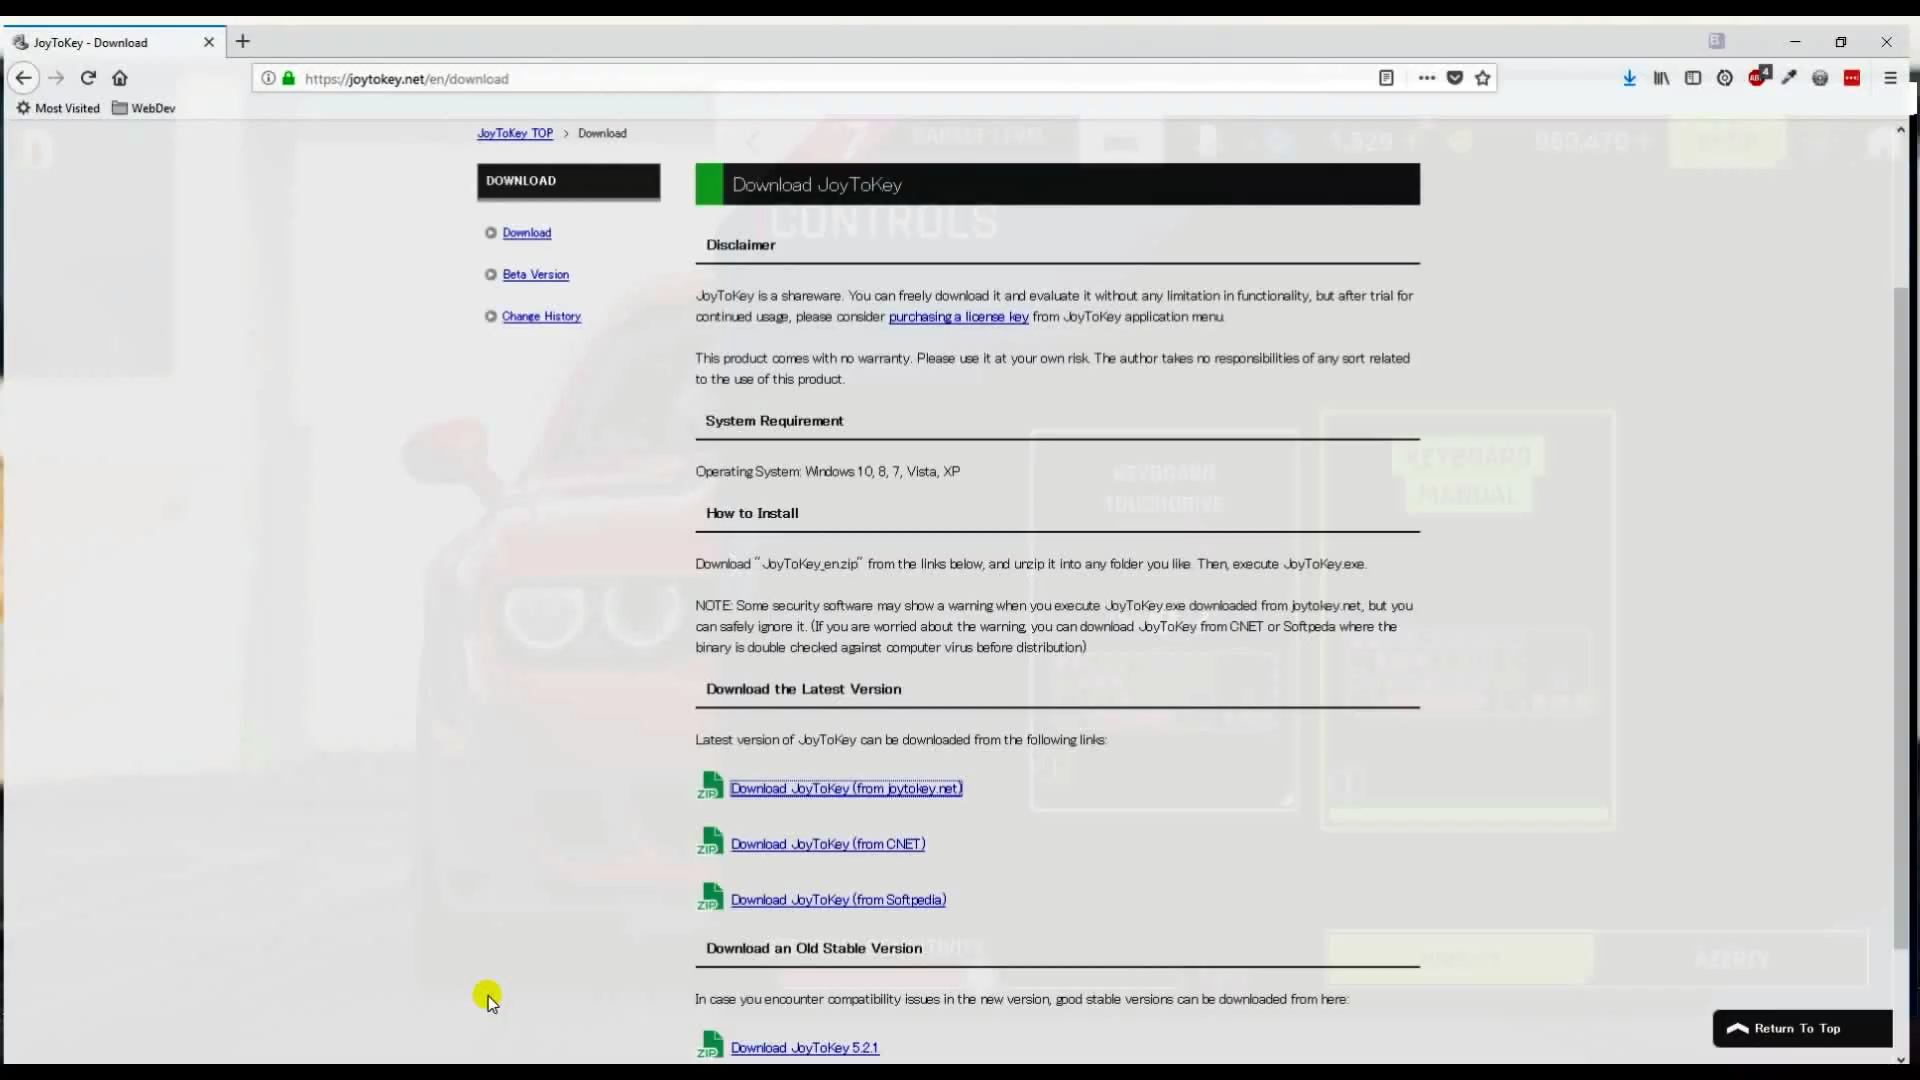 JoyToKey - Download
https://joytokey.net/en/download
4
Most Visited
WebDev
JoyToKey TOP > Download
DOWNLOAD
Download
Beta Version
Change History
Download JoyToKey
CONTROLS
Disclaimer
JoyToKey is a shareware. You can freely download it and evaluate it without any limitation in functionality, but after trial for
continued usage, please consider purchasing a license key from JoyToKey application menu.
This product comes with no warranty. Please use it at your own risk. The author takes no responsibilities of any sort related
to the use of this product.
System Requirement
Operating System: Windows 10, 8, 7, Vista, XP
KEYBOARD
TOUCHDRIVE
KEYBOARD
MANUAL
How to Install
Download "JoyToKey_en.zip" from the links below, and unzip it into any folder you like. Then, execute JoyToKey.exe.
NOTE: Some security software may show a warning when you execute JoyToKey.exe downloaded from joytokey.net, but you
can safely ignore it. (If you are worried about the warning, you can download JoyToKey from CNET or Softpedia where the
binary is double checked against computer virus before distribution)
Download the Latest Version
Latest version of JoyToKey can be downloaded from the following links:
ZIP Download JoyToKey (from joytokey.net)
ZIP Download JoyToKey (from CNET)
ZIP Download JoyToKey (from Softpedia)
Download an Old Stable Version
AZERTY
In case you encounter compatibility issues in the new version, good stable versions can be downloaded from here:
Return To Top
ZIP Download JoyToKey 5.2.1